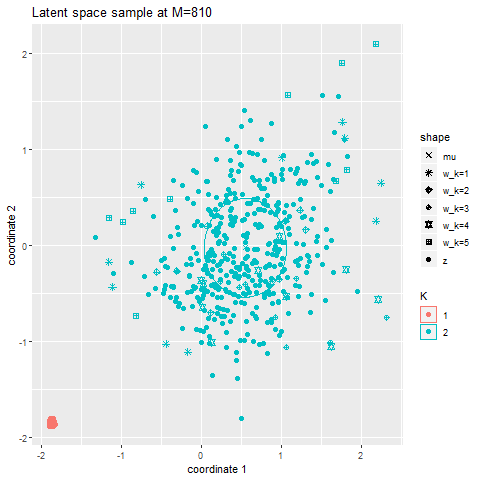 Latent space sample at M=810
coordinate 2
2
1
0
-1
-2
-2
-1
0
1
2
coordinate 1
shape
mu
w_k=1
w_k=2
w_k=3
w_k=4
w_k=5
z
K
1
2